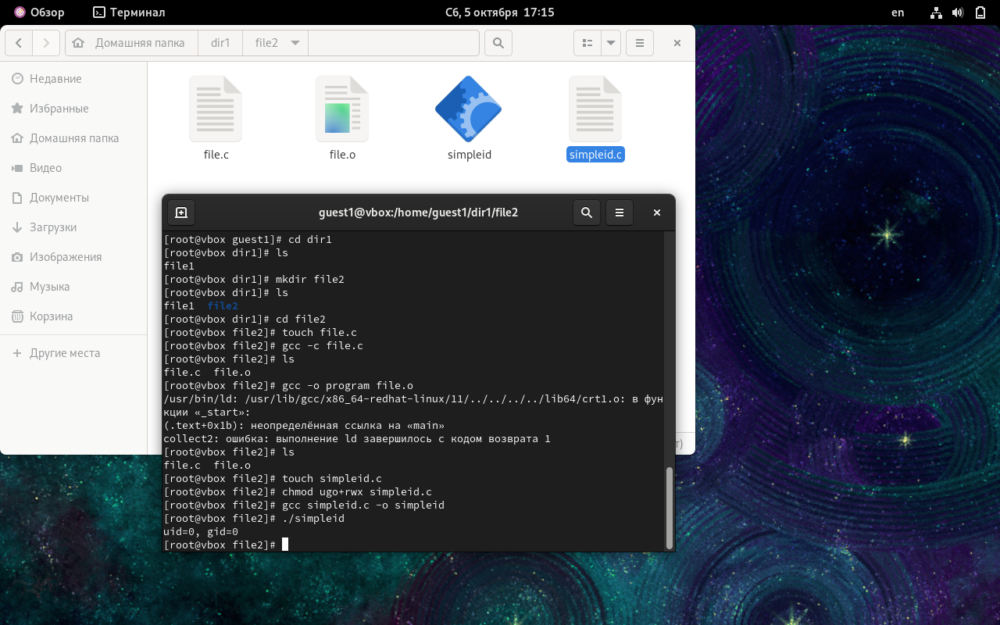 Обзор
Терминал
Сб, 5 октября 17:15
en
Домашняя папка
dir1
file2
Недавние
Избранные
Домашняя папка
Видео
Документы
Загрузки
Изображения
Музыка
Корзина
Другие места
file.c
file.o
simpleid
simpleid.c
guest1@vbox:/home/guest1/dir1/file2
[root@vbox guest1]# cd dir1
[root@vbox dir1]# ls
file1
[root@vbox dir1]# mkdir file2
[root@vbox dir1]# ls
file1  file2
[root@vbox dir1]# cd file2
[root@vbox file2]# touch file.c
[root@vbox file2]# gcc -c file.c
[root@vbox file2]# ls
file.c  file.o
[root@vbox file2]# gcc -o program file.o
/usr/bin/ld: /usr/lib/gcc/x86_64-redhat-linux/11/../../../../lib64/crt1.o: в фун
кции «_start»:
(.text+0x1b): неопределённая ссылка на «main»
collect2: ошибка: выполнение ld завершилось с кодом возврата 1
[root@vbox file2]# ls
file.c  file.o
[root@vbox file2]# touch simpleid.c
[root@vbox file2]# chmod ugo+rwx simpleid.c
[root@vbox file2]# gcc simpleid.c -o simpleid
[root@vbox file2]# ./simpleid
uid=0, gid=0
[root@vbox file2]#